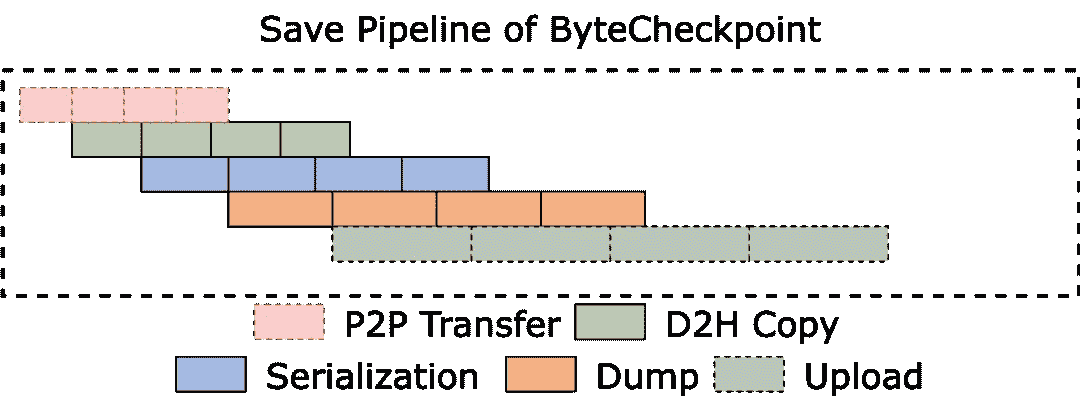 Save Pipeline of ByteCheckpoint
P2P Transfer D2H Copy
Serialization Dump Upload